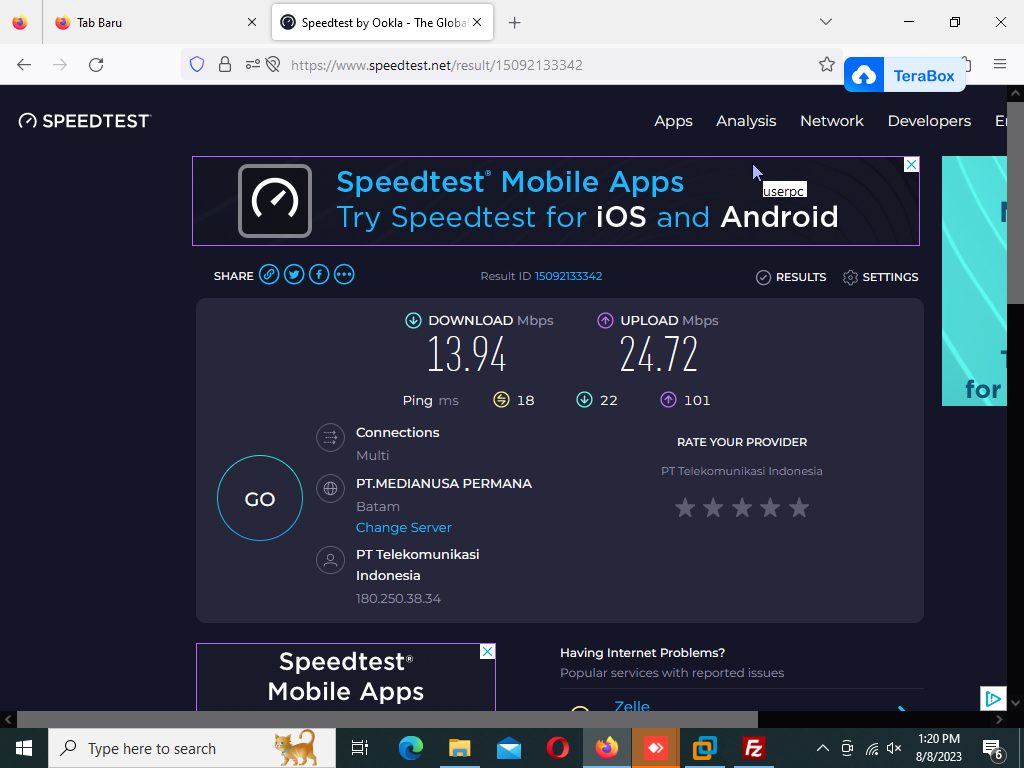 Tab Baru
Speedtest by Ookla - The Globa
https://www.speedtest.net/result/15092133342
TeraBox
SPEEDTEST
Apps
Analysis
Network
Developers
Speedtest® Mobile Apps
Try Speedtest for iOS and Android
userpc
SHARE
Result ID 15092133342
RESULTS
SETTINGS
DOWNLOAD Mbps
UPLOAD Mbps
13.94
24.72
Ping ms
18
22
101
Connections
Multi
RATE YOUR PROVIDER
PT Telekomunikasi Indonesia
GO
PT.MEDIANUSA PERMANA
Batam
Change Server
PT Telekomunikasi
Indonesia
180.250.38.34
for
Speedtest®
Mobile Apps
Having Internet Problems?
Popular services with reported issues
Zelle
Type here to search
1:20 PM
8/8/2023
6